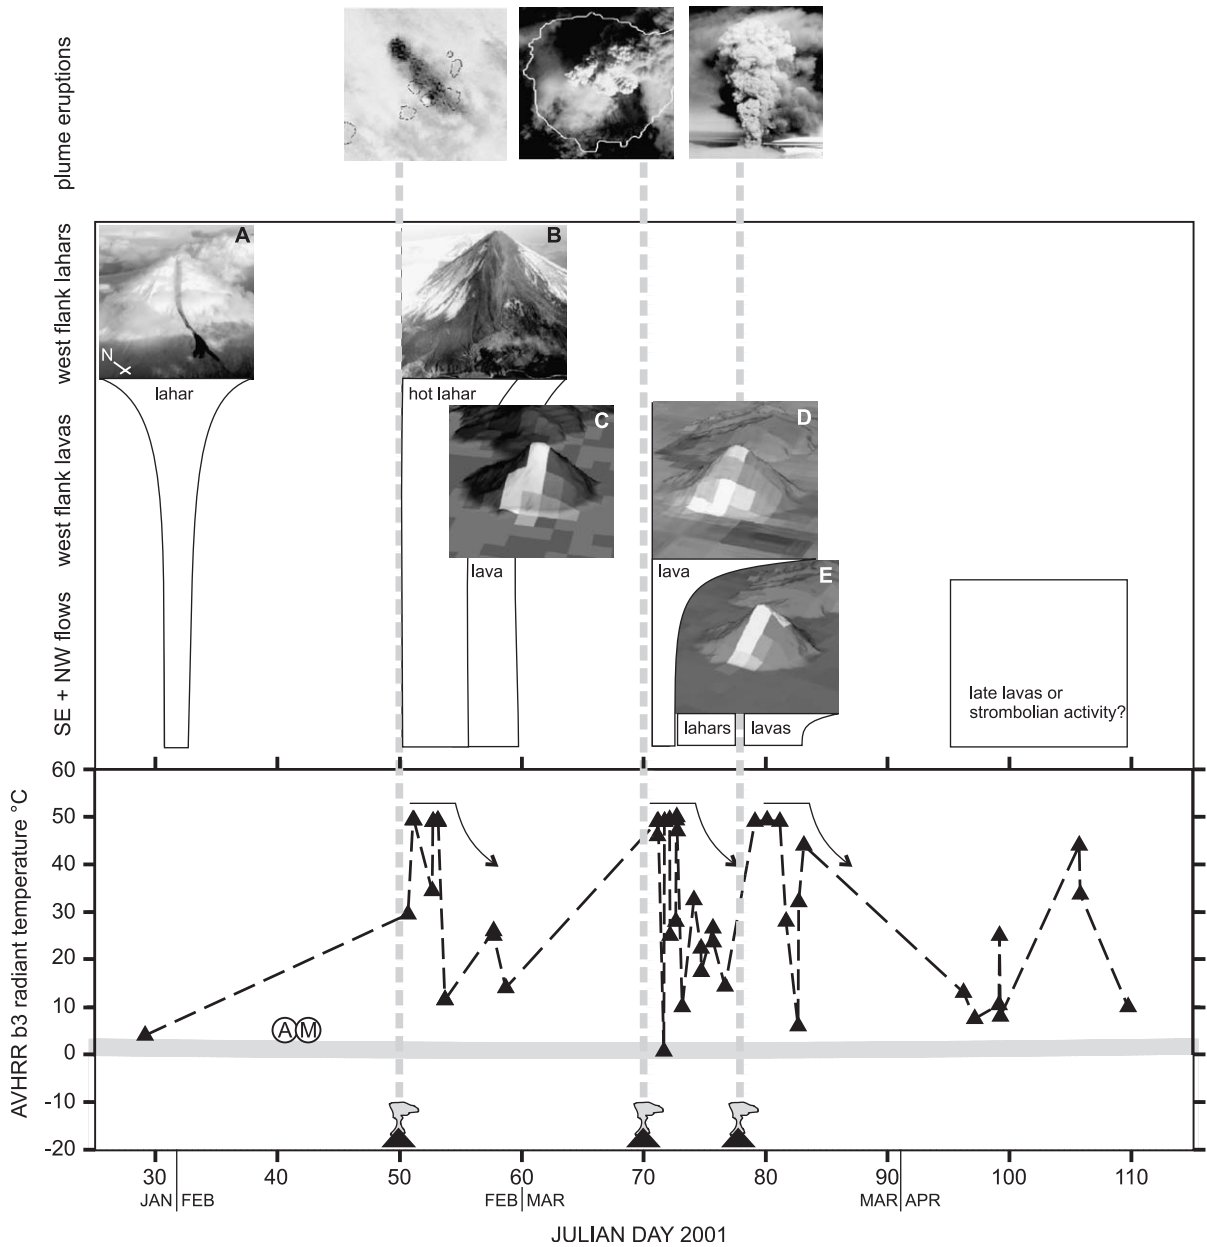 plume eruptions
west flank lahars
west flank lavas
SE + NW flows
A
N
lahar
B
hot lahar
C
lava
D
lava
E
lahars
lavas
late lavas or
strombolian activity?
AVHRR b3 radiant temperature °C
60
50
40
30
20
10
0
-10
-20
A M
30 40 50 60 70 80 90 100 110
JAN FEB FEB MAR MAR APR
JULIAN DAY 2001